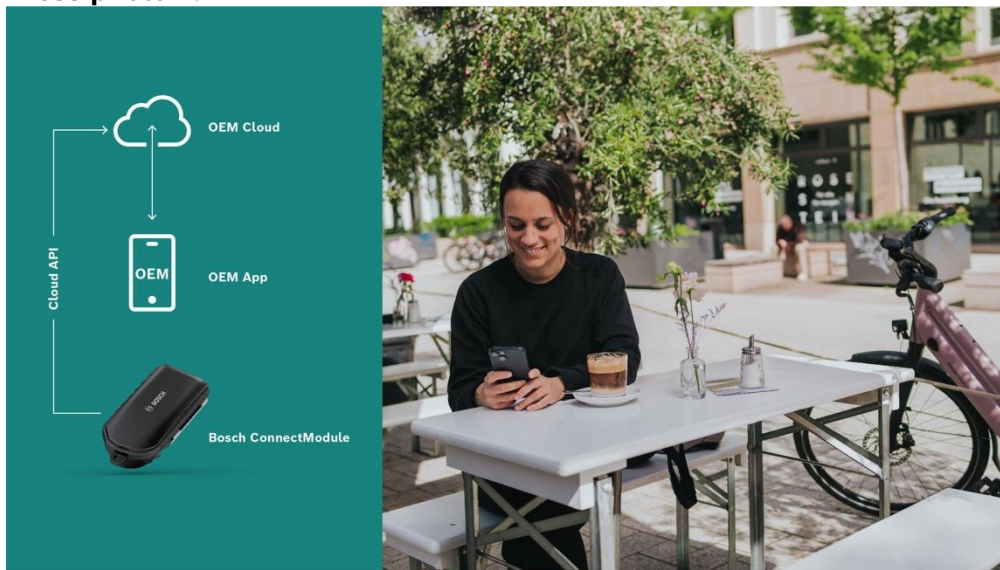 OEM Cloud
Cloud API
OEM
OEM App
BOSCH
Bosch ConnectModule